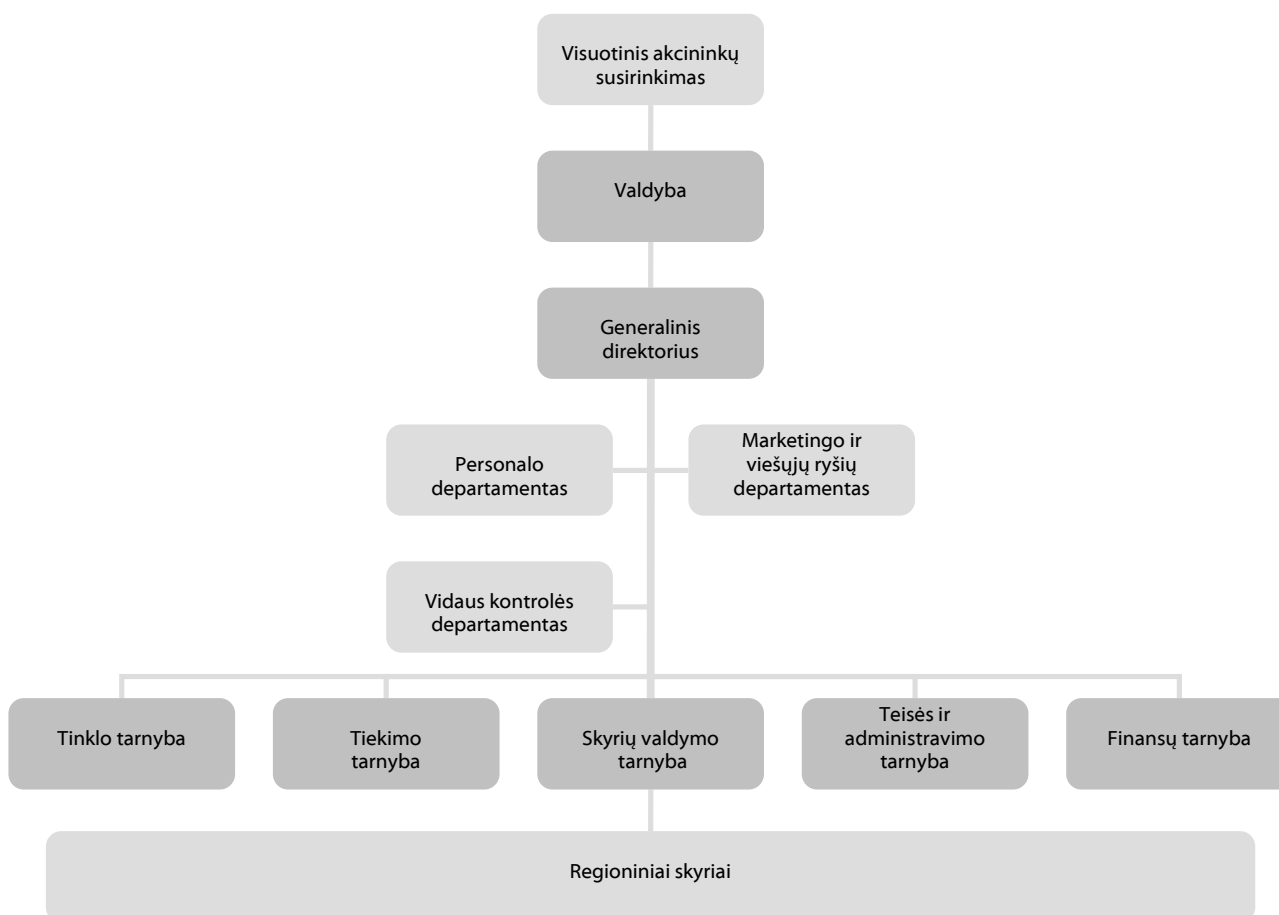 Visuotinis akcininkų
susirinkimas
Valdyba
Generalinis
direktorius
Personalo
departamentas
Marketingo ir
viešųjų ryšių
departamentas
Vidaus kontrolės
departamentas
Tinklo tarnyba
Tiekimo
tarnyba
Skyrių valdymo
tarnyba
Teisės ir
administravimo
tarnyba
Finansų tarnyba
Regioniniai skyriai